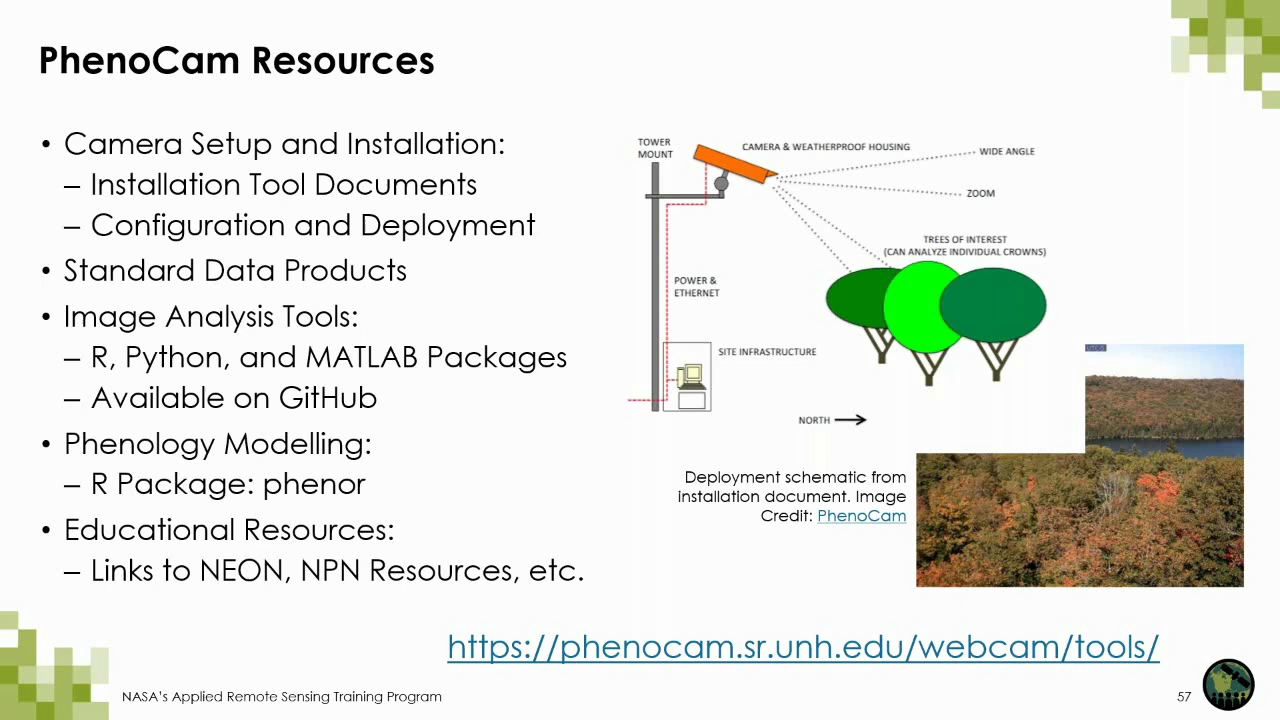 PhenoCam Resources
• Camera Setup and Installation:
– Installation Tool Documents
– Configuration and Deployment
• Standard Data Products
• Image Analysis Tools:
– R, Python, and MATLAB Packages
– Available on GitHub
• Phenology Modelling:
– R Package: phenor
• Educational Resources:
– Links to NEON, NPN Resources, etc.
TOWER
MOUNT
CAMERA & WEATHERPROOF HOUSING
WIDE ANGLE
ZOOM
TREES OF INTEREST
(CAN ANALYZE INDIVIDUAL CROWNS)
POWER &
ETHERNET
SITE INFRASTRUCTURE
NORTH
Deployment schematic from
installation document. Image
Credit: PhenoCam
https://phenocam.sr.unh.edu/webcam/tools/
NASA's Applied Remote Sensing Training Program
57